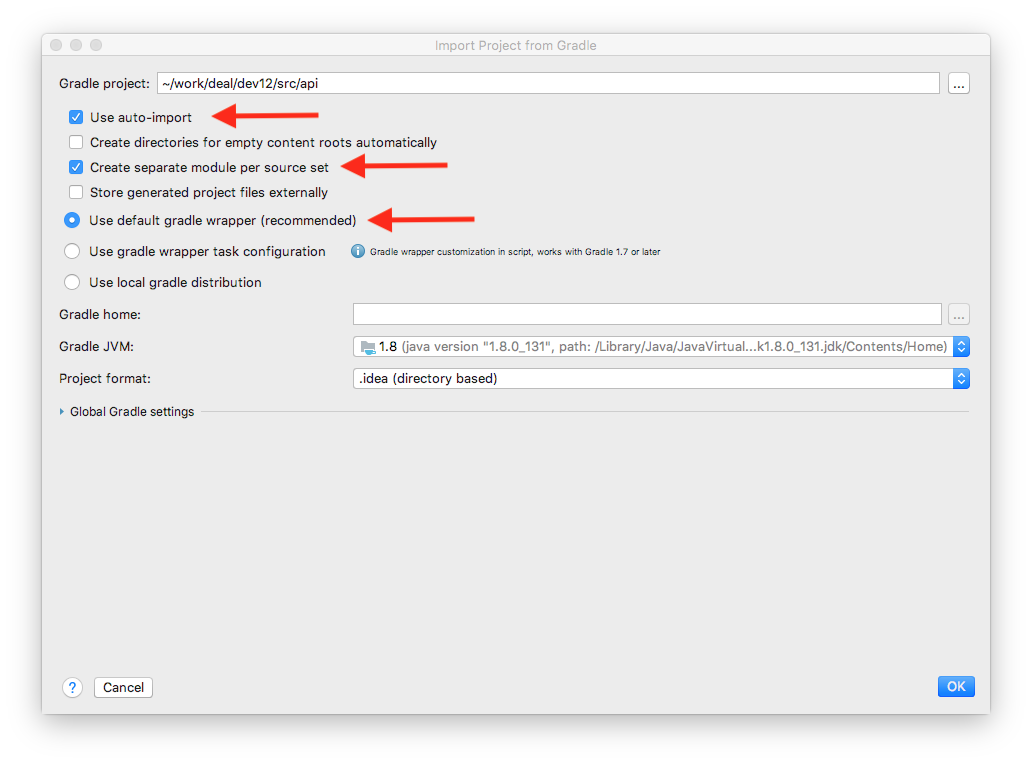 Import Project from Gradle
Gradle project: ~/work/deal/dev12/src/api ...
Use auto-import
Create directories for empty content roots automatically
Create separate module per source set
Store generated project files externally
Use default gradle wrapper (recommended)
Use gradle wrapper task configuration Gradle wrapper customization in script, works with Gradle 1.7 or later
Use local gradle distribution
Gradle home: ...
Gradle JVM: 1.8 (java version "1.8.0_131", path: /Library/Java/JavaVirtual...k1.8.0_131.jdk/Contents/Home)
Project format: .idea (directory based)
Global Gradle settings
? Cancel OK